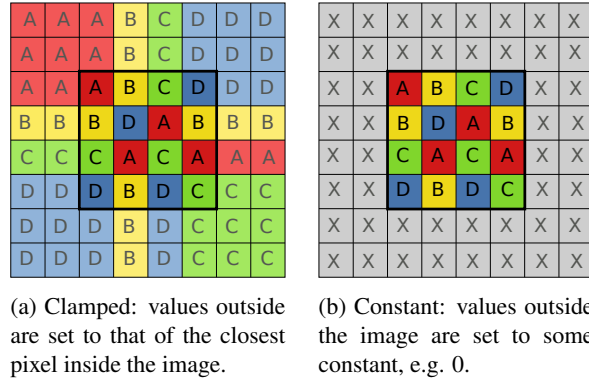 A A A B C D D D
A A A B C D D D
A A A B C D D D
B B B D A B B B
C C C A C A A A
D D D B D C C C
D D D B D C C C
D D D B D C C C
(a) Clamped: values outside
are set to that of the closest
pixel inside the image.
X X X X X X X X
X X X X X X X X
X X A B C D X X
X X B D A B X X
X X C A C A X X
X X D B D C X X
X X X X X X X X
X X X X X X X X
(b) Constant: values outside
the image are set to some
constant, e.g. 0.